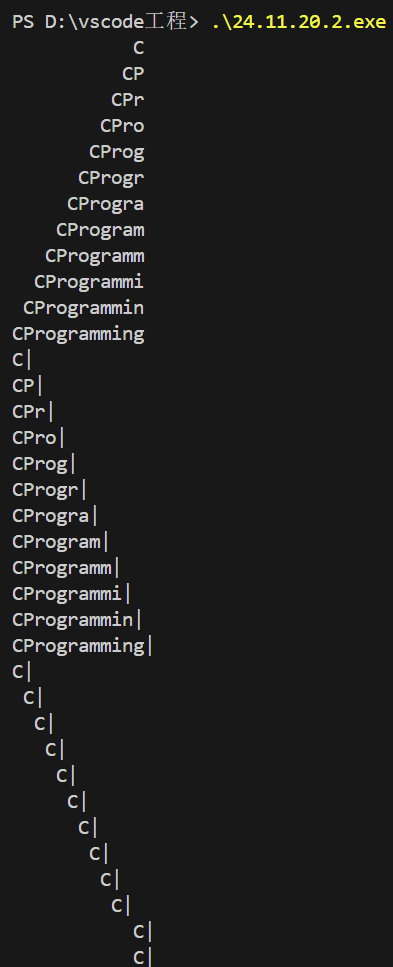 PS D:\vscode工程> .\24.11.20.2.exe
           C
          CP
         CPr
        CPro
       CProg
      CProgr
     CProgra
    CProgram
   CProgramm
  CProgrammi
 CProgrammin
CProgramming
C|
CP|
CPr|
CPro|
CProg|
CProgr|
CProgra|
CProgram|
CProgramm|
CProgrammi|
CProgrammin|
CProgramming|
C|
 C|
  C|
   C|
    C|
     C|
      C|
       C|
        C|
         C|
           C|
           C|